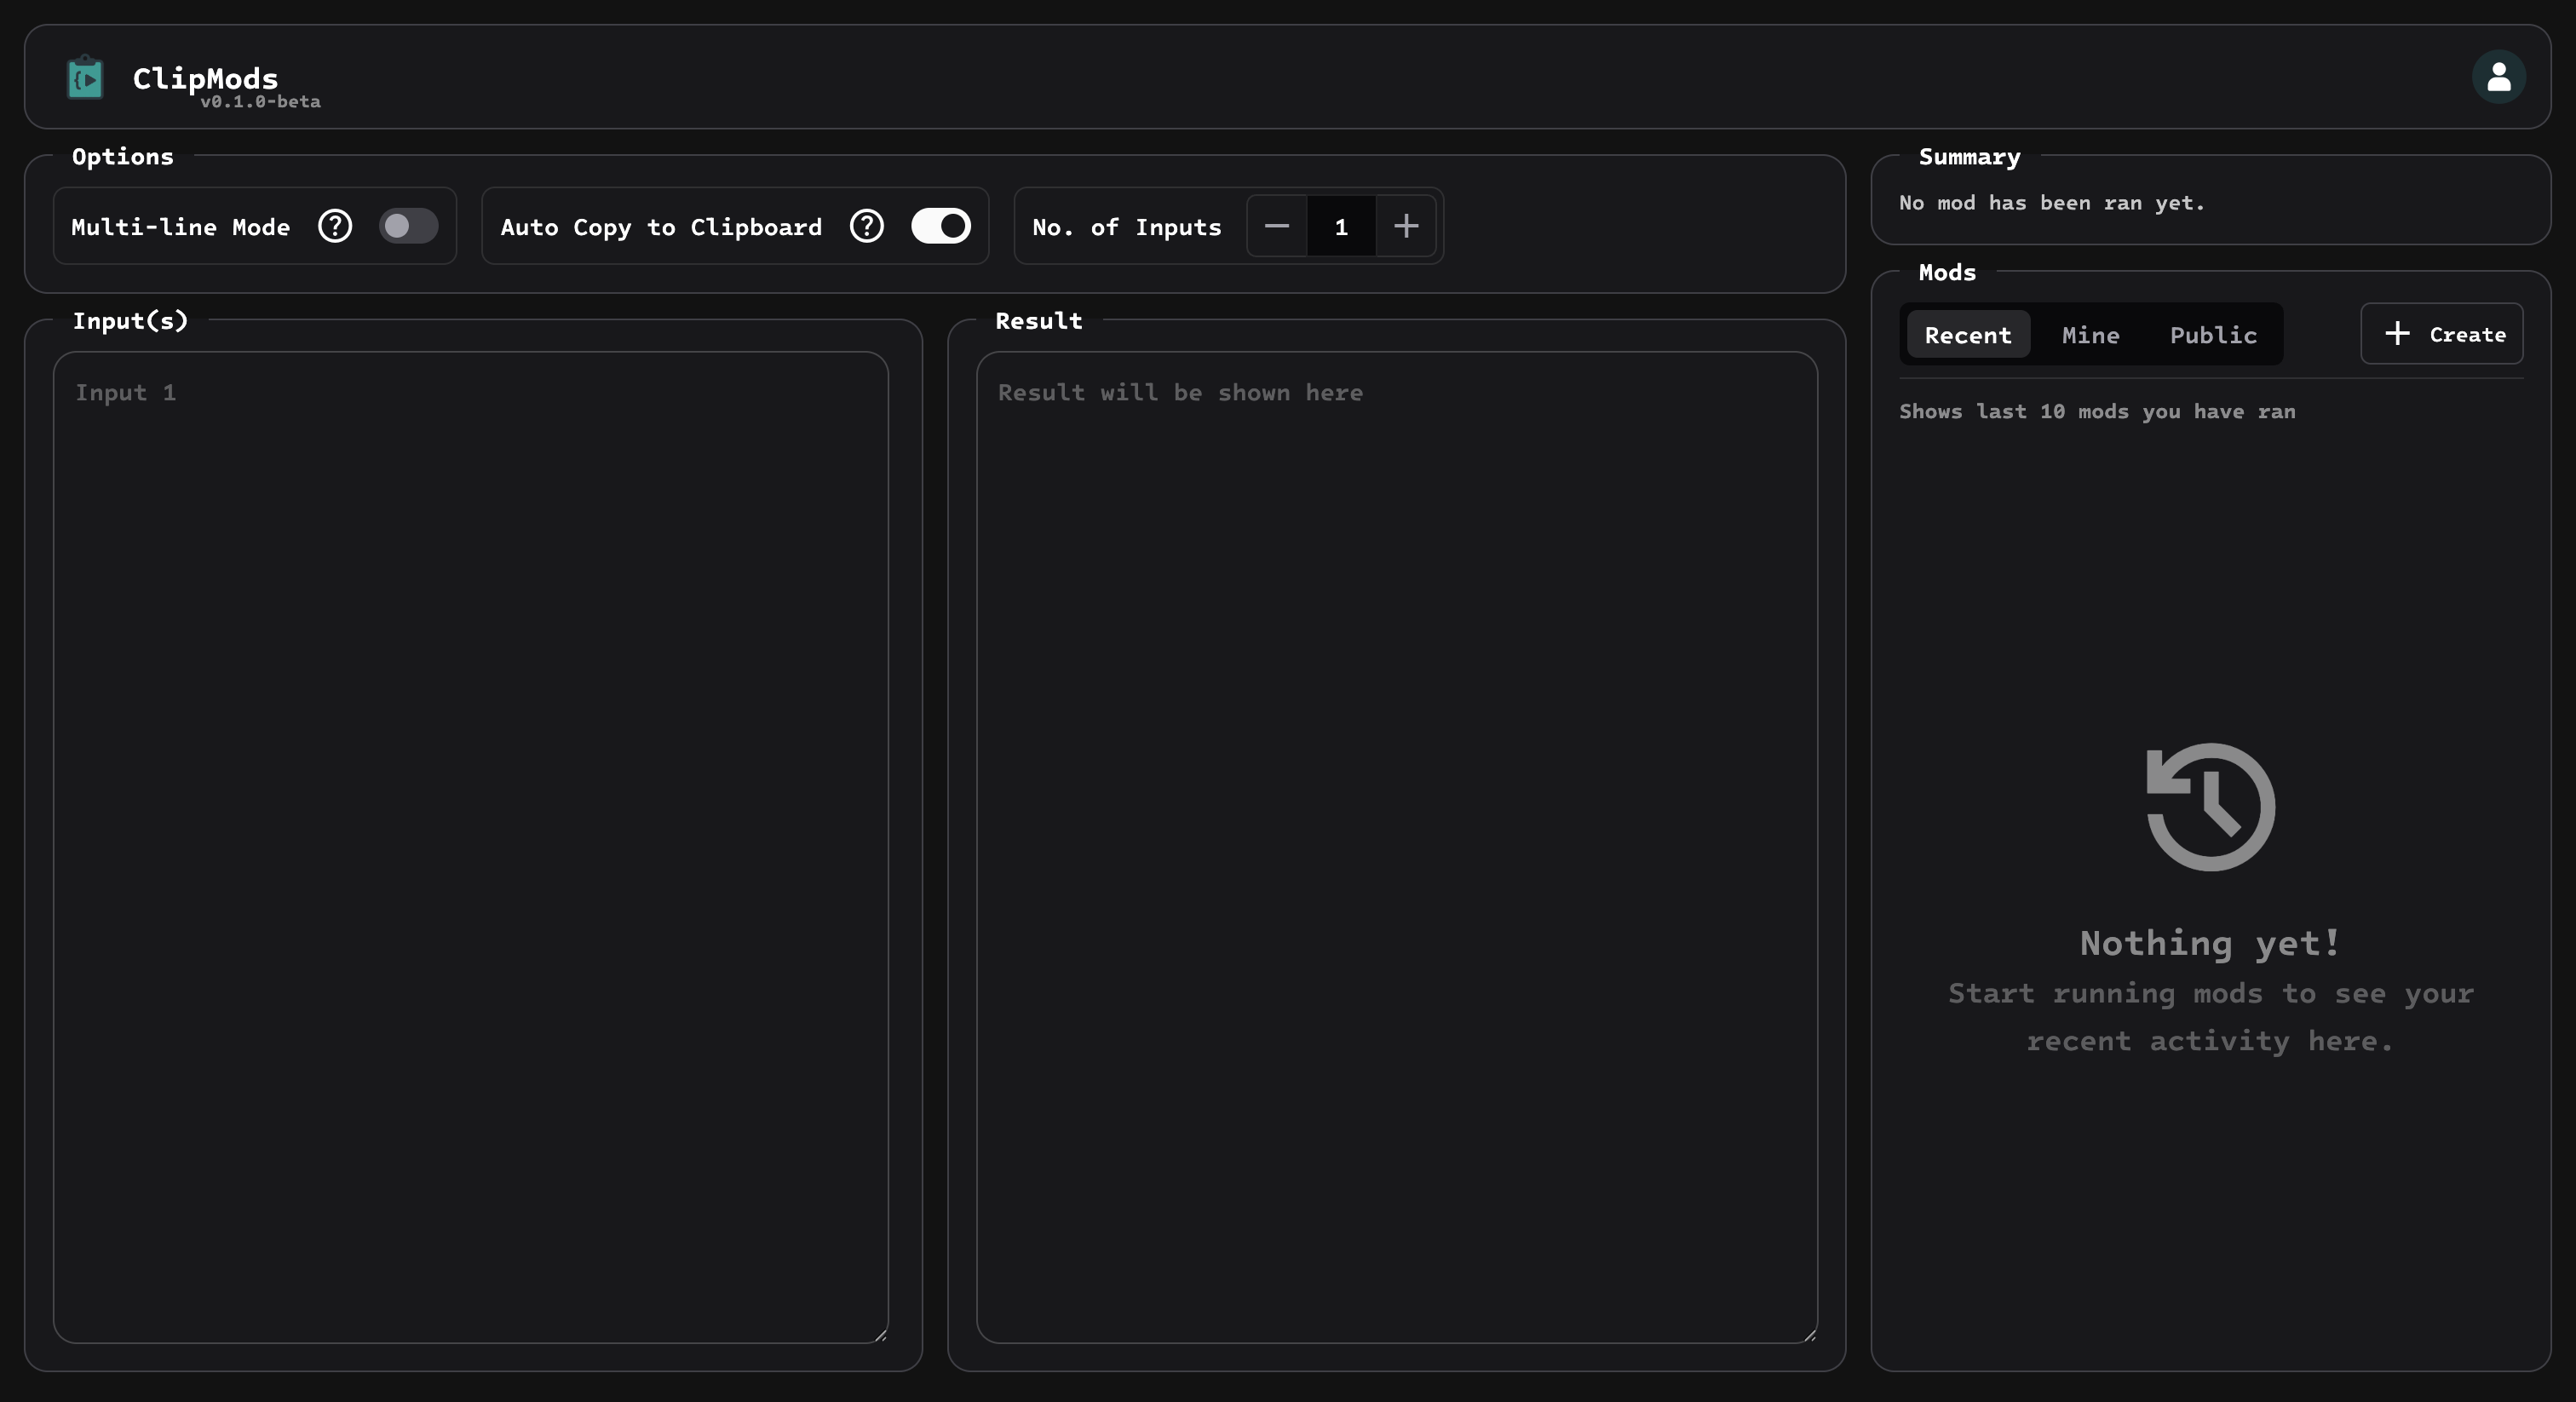 ClipMods
v0.1.0-beta
Options
Multi-line Mode
Auto Copy to Clipboard
No. of Inputs
1
Summary
No mod has been ran yet.
Input(s)
Input 1
Result
Result will be shown here
Mods
Recent
Mine
Public
Create
Shows last 10 mods you have ran
Nothing yet!
Start running mods to see your
recent activity here.